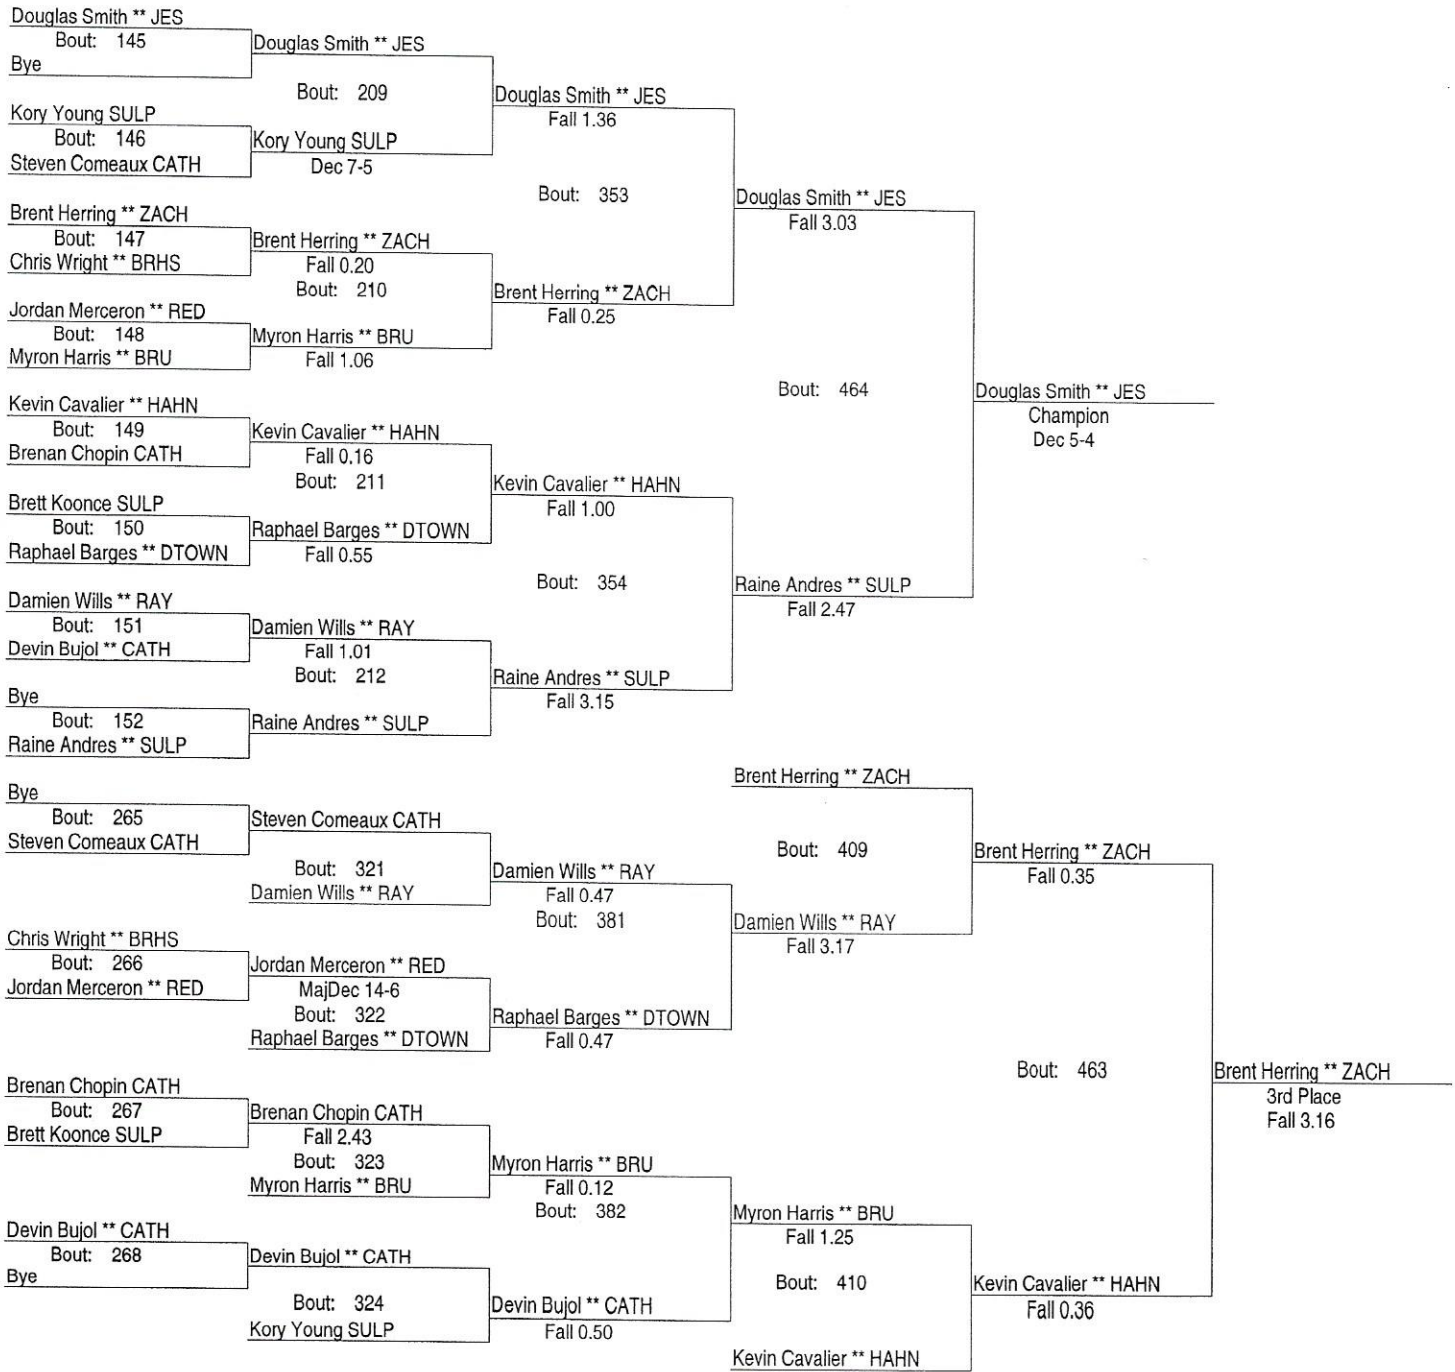 Douglas Smith ** JES
Bout: 145
Bye
Douglas Smith ** JES
Bout: 209
Kory Young SULP
Bout: 146
Steven Comeaux CATH
Kory Young SULP
Dec 7-5
Douglas Smith ** JES
Fall 1.36
Bout: 353
Brent Herring ** ZACH
Bout: 147
Chris Wright ** BRHS
Brent Herring ** ZACH
Fall 0.20
Bout: 210
Jordan Merceron ** RED
Bout: 148
Myron Harris ** BRU
Myron Harris ** BRU
Fall 1.06
Brent Herring ** ZACH
Fall 0.25
Douglas Smith ** JES
Fall 3.03
Bout: 464
Douglas Smith ** JES
Champion
Dec 5-4
Kevin Cavalier ** HAHN
Bout: 149
Brenan Chopin CATH
Kevin Cavalier ** HAHN
Fall 0.16
Bout: 211
Brett Koonce SULP
Bout: 150
Raphael Barges ** DTOWN
Raphael Barges ** DTOWN
Fall 0.55
Kevin Cavalier ** HAHN
Fall 1.00
Bout: 354
Damien Wills ** RAY
Bout: 151
Devin Bujol ** CATH
Damien Wills ** RAY
Fall 1.01
Bout: 212
Bye
Bout: 152
Raine Andres ** SULP
Raine Andres ** SULP
Raine Andres ** SULP
Fall 3.15
Raine Andres ** SULP
Fall 2.47
Bye
Bout: 265
Steven Comeaux CATH
Steven Comeaux CATH
Bout: 321
Damien Wills ** RAY
Damien Wills ** RAY
Fall 0.47
Bout: 381
Chris Wright ** BRHS
Bout: 266
Jordan Merceron ** RED
Jordan Merceron ** RED
MajDec 14-6
Bout: 322
Raphael Barges ** DTOWN
Raphael Barges ** DTOWN
Fall 0.47
Brent Herring ** ZACH
Bout: 409
Damien Wills ** RAY
Fall 3.17
Brent Herring ** ZACH
Fall 0.35
Bout: 463
Brent Herring ** ZACH
3rd Place
Fall 3.16
Brenan Chopin CATH
Bout: 267
Brett Koonce SULP
Brenan Chopin CATH
Fall 2.43
Bout: 323
Myron Harris ** BRU
Myron Harris ** BRU
Fall 0.12
Bout: 382
Devin Bujol ** CATH
Bout: 268
Bye
Devin Bujol ** CATH
Bout: 324
Kory Young SULP
Devin Bujol ** CATH
Fall 0.50
Myron Harris ** BRU
Fall 1.25
Bout: 410
Kevin Cavalier ** HAHN
Kevin Cavalier ** HAHN
Fall 0.36